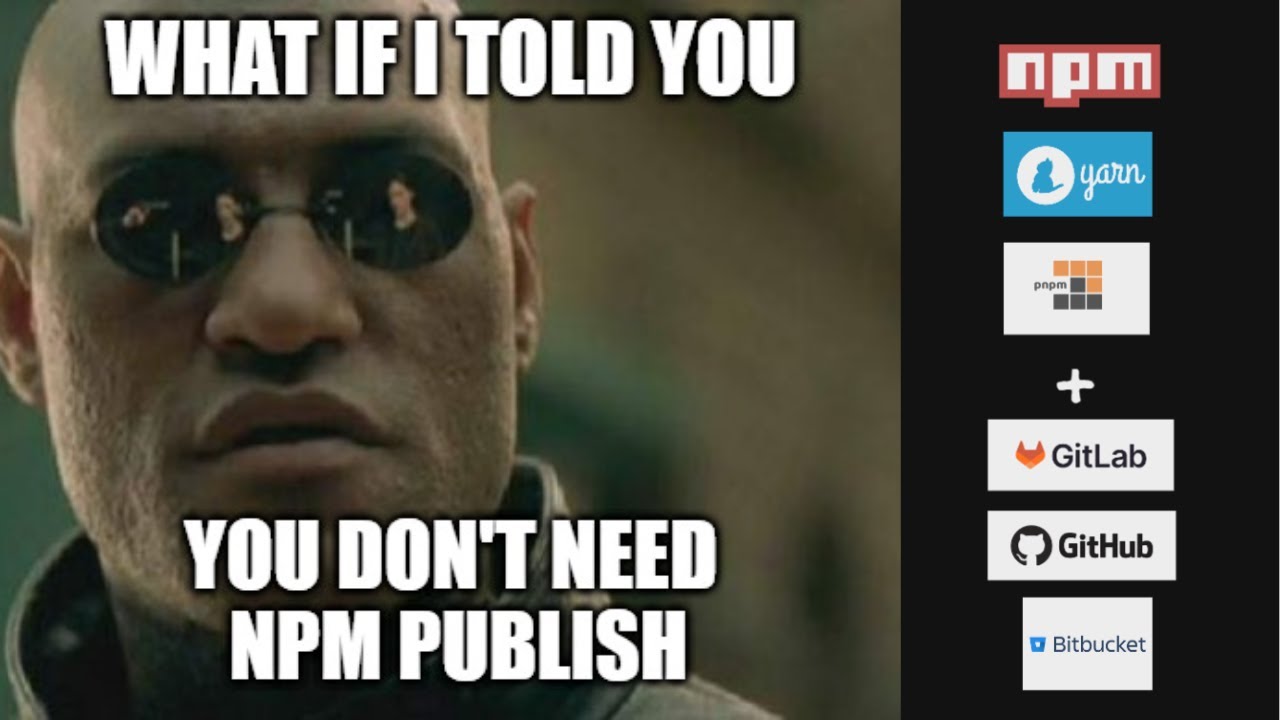 WHAT IF I TOLD YOU
YOU DON'T NEED
NPM PUBLISH
npm
yarn
pnpm
+
GitLab
GitHub
Bitbucket